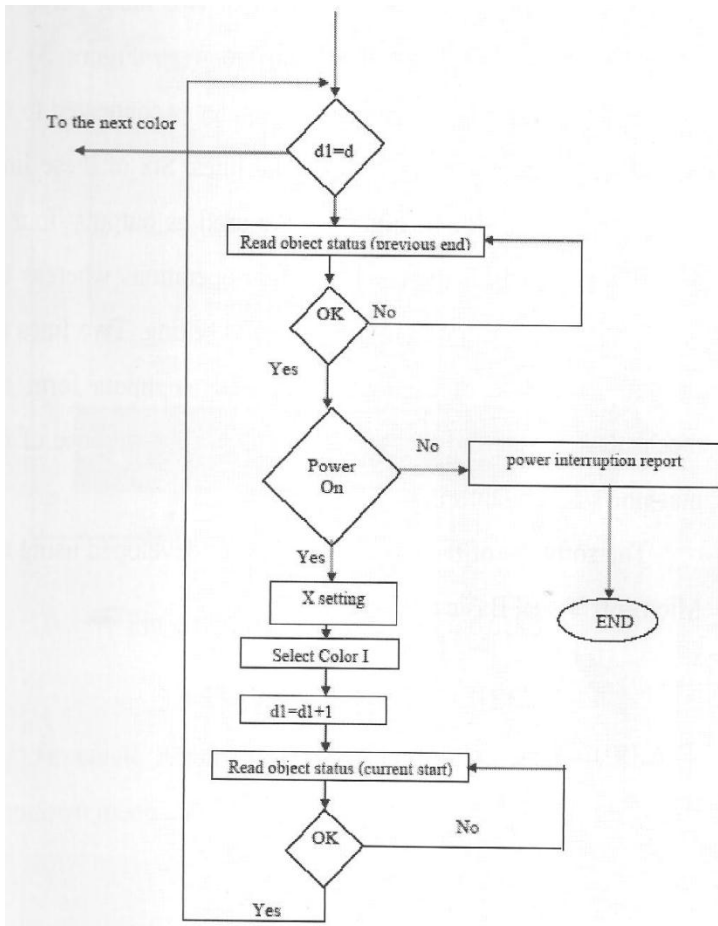 To the next color
d1=d
Read object status (previous end)
OK
No
Yes
Power
On
No
power interruption report
Yes
X setting
END
Select Color I
d1=d1+1
Read object status (current start)
OK
No
Yes